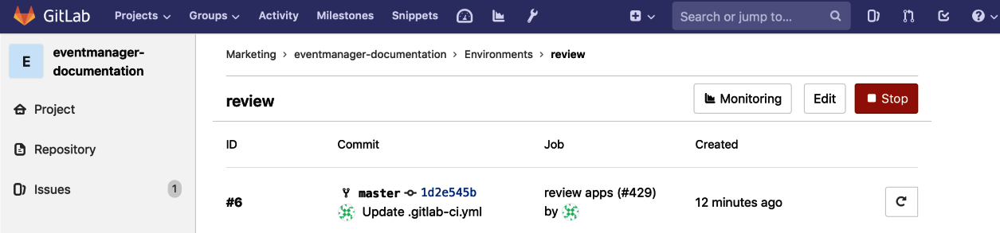 GitLab Projects Groups Activity Milestones Snippets Search or jump to...
E
eventmanager-
documentation
Project
Repository
Issues 1
Marketing > eventmanager-documentation > Environments > review
review Monitoring Edit Stop
ID Commit Job Created
#6 master 1d2e545b review apps (#429) 12 minutes ago
Update .gitlab-ci.yml by